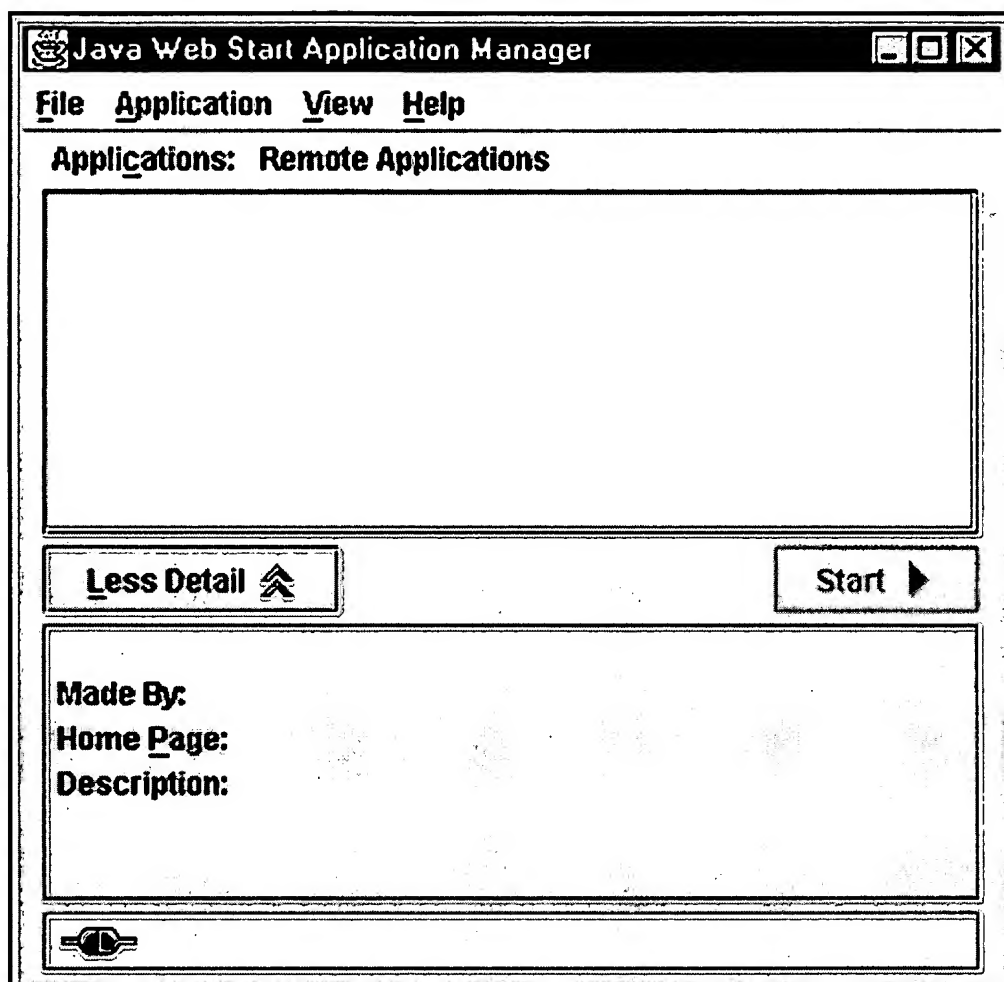 Java Web Start Application Manager
File Application View Help
Applications: Remote Applications
Less Detail Start
Made By:
Home Page:
Description: